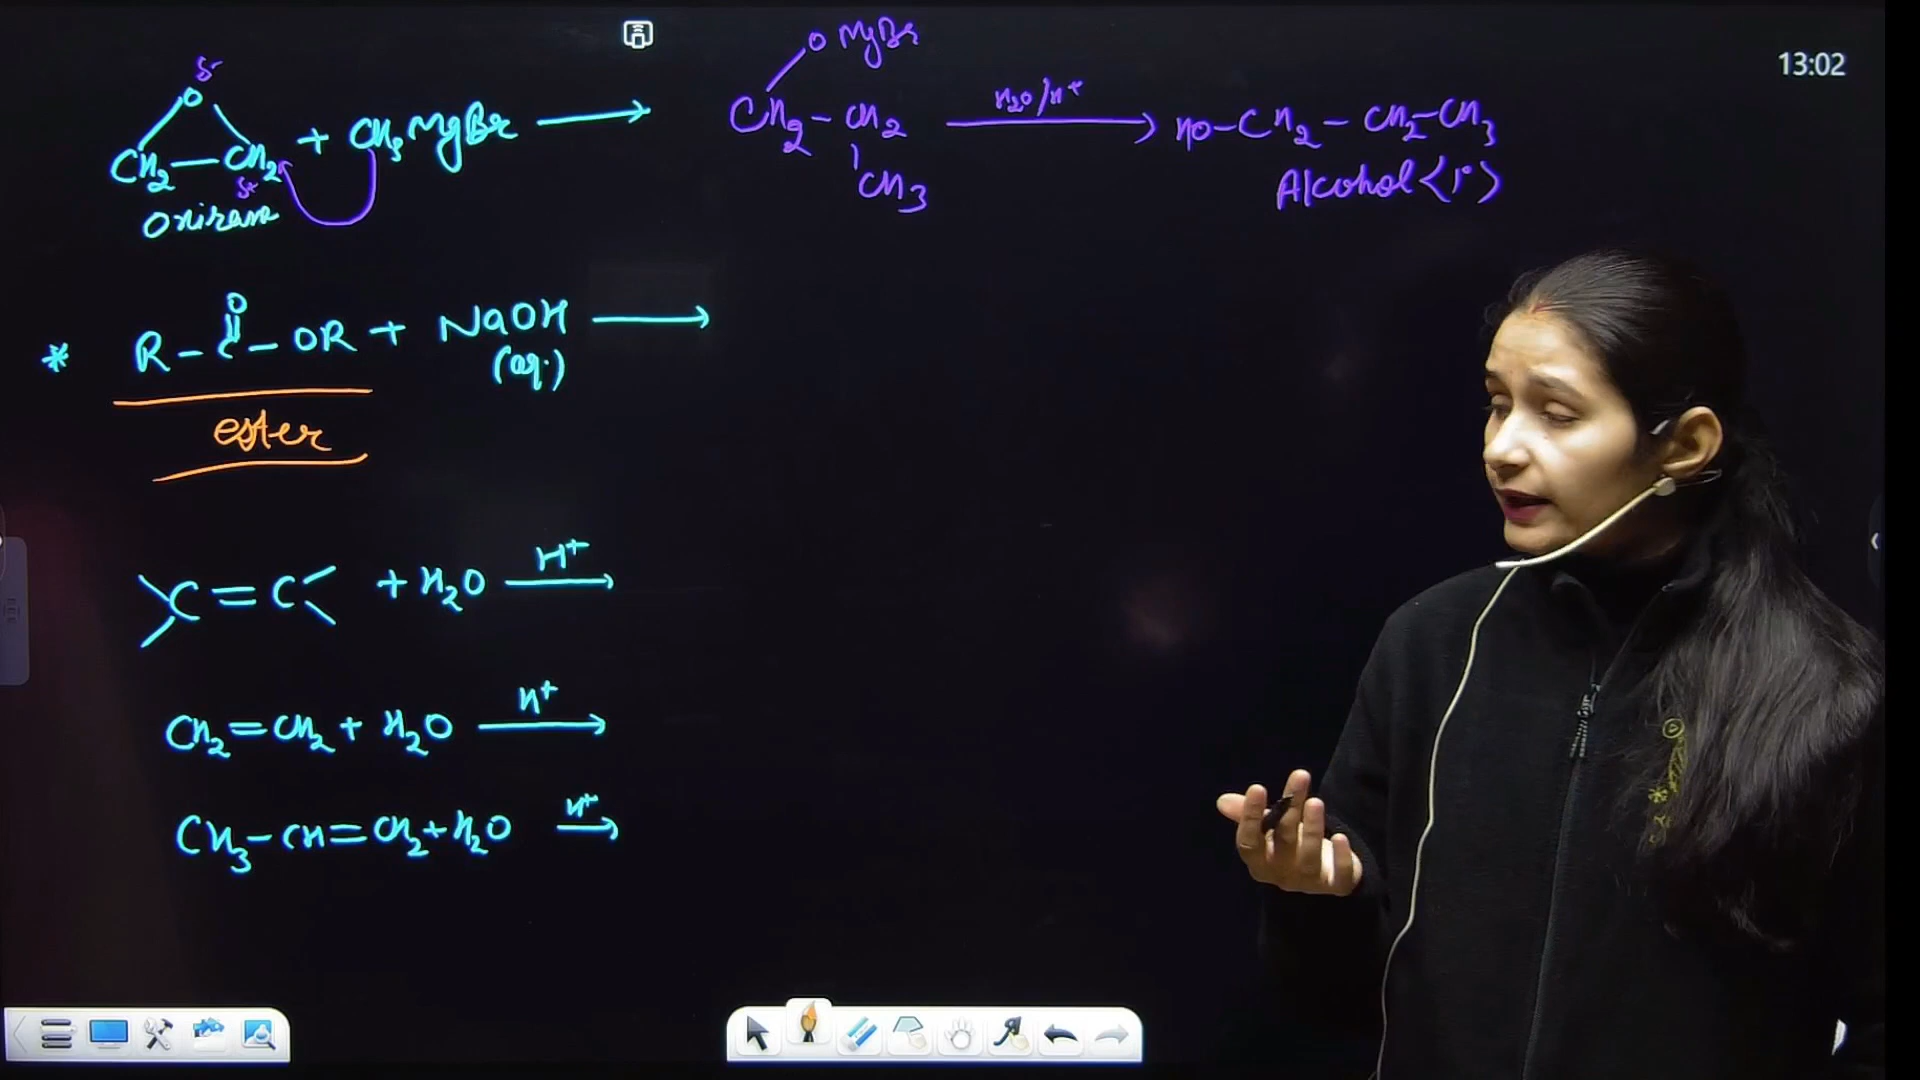 13:02
δ- O CH₂—CH₂ δ+ + CH₃MgBr ⟶ OMgBr CH₂–CH₂ CH₃ H₂O/H⁺ ⟶ HO–CH₂–CH₂–CH₃
Oxirane
Alcohol <1°>
* R–C(=O)–OR + NaOH ⟶
(aq.)
ester
C=C + H₂O H⁺ ⟶
CH₂=CH₂ + H₂O H⁺ ⟶
CH₃–CH=CH₂ + H₂O H⁺ ⟶